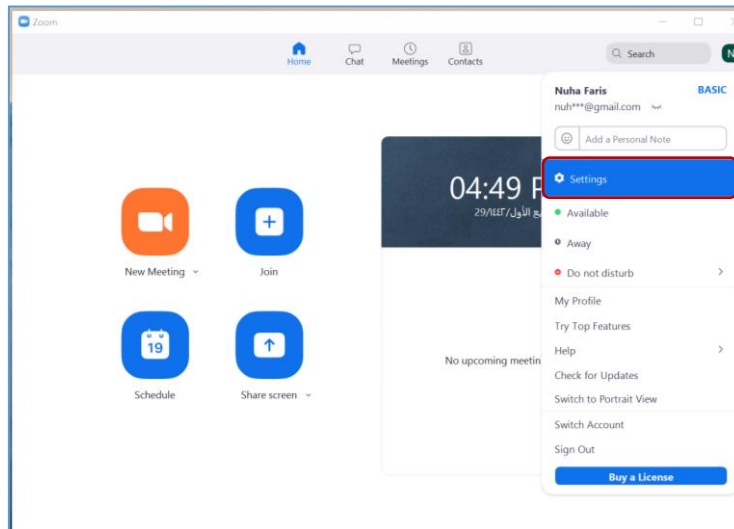 Zoom
Home
Chat
Meetings
Contacts
Search
N
Nuha Faris
BASIC
nuh***@gmail.com
Add a Personal Note
04:49
الأول/٢٩/١٤٤٢
Settings
Available
Away
Do not disturb
New Meeting
Join
My Profile
Try Top Features
Help
Check for Updates
Switch to Portrait View
19
No upcoming
Schedule
Share screen
Switch Account
Sign Out
Buy a License